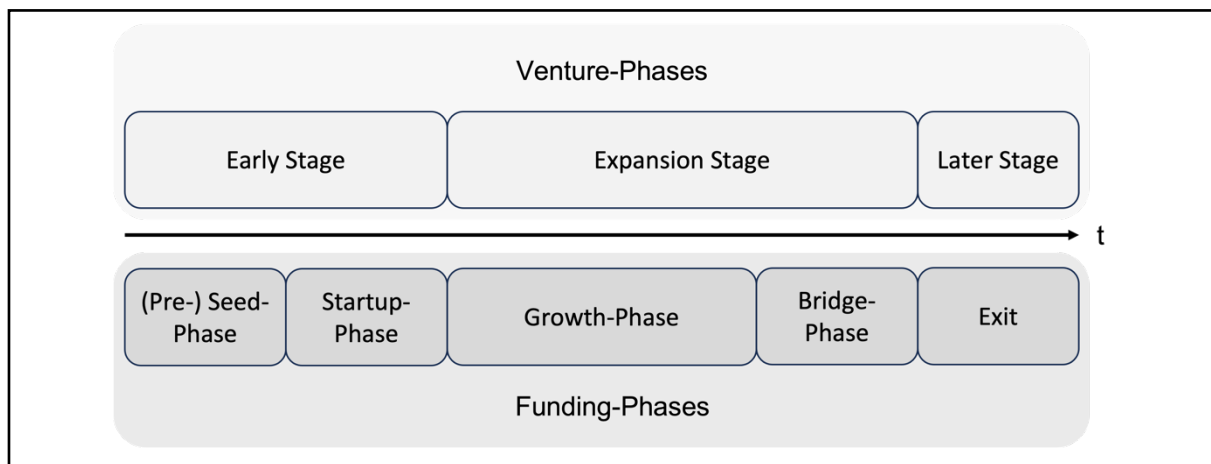 Venture-Phases
Early Stage
Expansion Stage
Later Stage
t
(Pre-) Seed-
Phase
Startup-
Phase
Growth-Phase
Bridge-
Phase
Exit
Funding-Phases